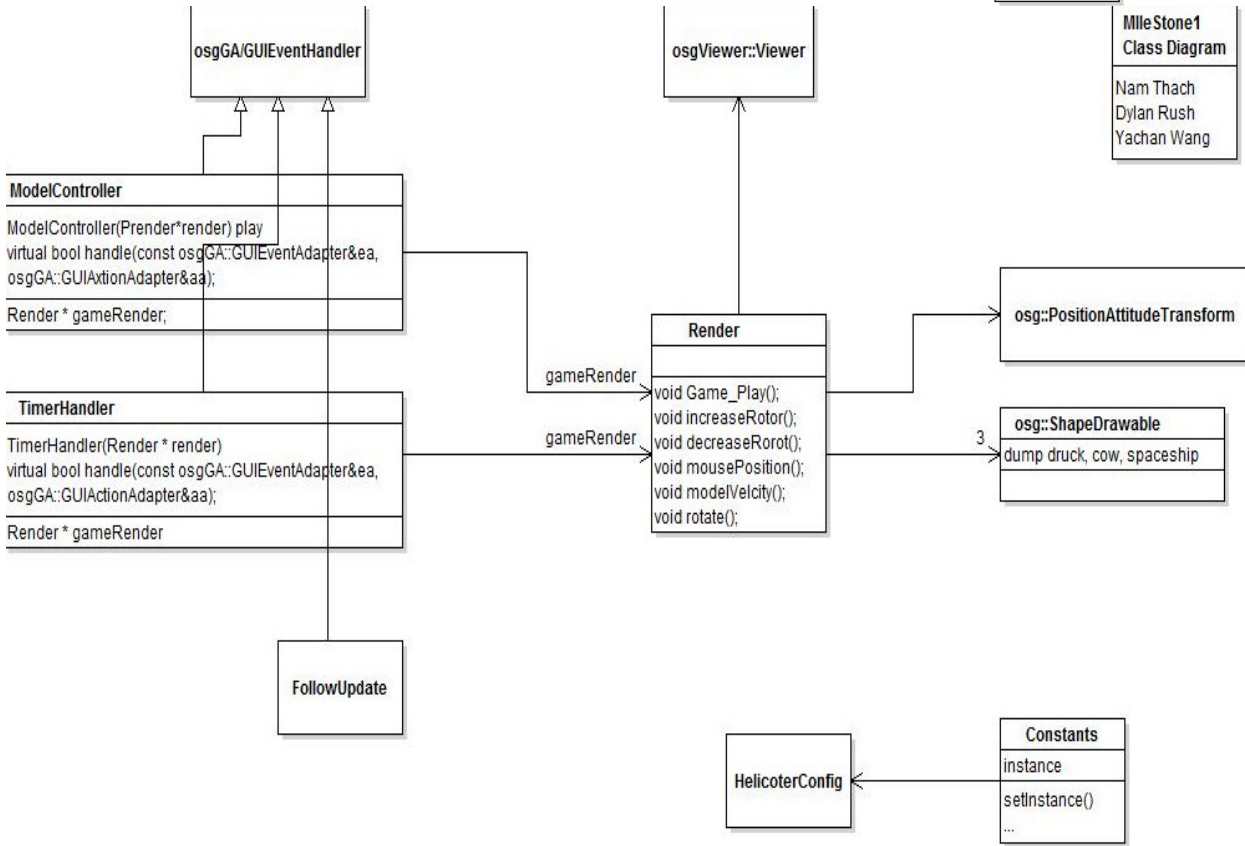 osgGA/GUIEventHandler
osgViewer::Viewer
MIleStone1
Class Diagram
Nam Thach
Dylan Rush
Yachan Wang
ModelController
ModelController(Prender*render) play
virtual bool handle(const osgGA::GUIEventAdapter&ea,
osgGA::GUIAxtionAdapter&aa);
Render * gameRender;
TimerHandler
TimerHandler(Render * render)
virtual bool handle(const osgGA::GUIEventAdapter&ea,
osgGA::GUIActionAdapter&aa);
Render * gameRender
gameRender
gameRender
Render
void Game_Play();
void increaseRotor();
void decreaseRorot();
void mousePosition();
void modelVelcity();
void rotate();
osg::PositionAttitudeTransform
3
osg::ShapeDrawable
dump druck, cow, spaceship
FollowUpdate
HelicoterConfig
Constants
instance
setInstance()
...